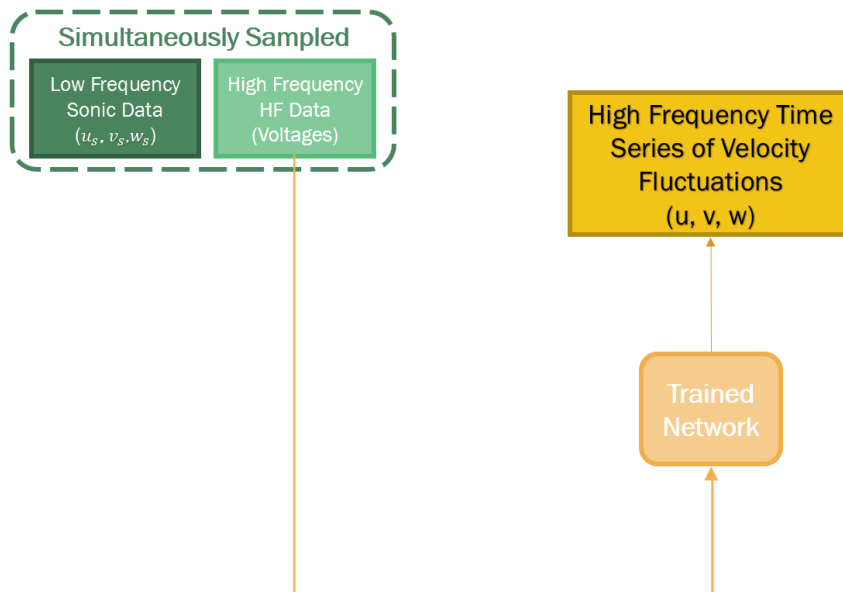 Simultaneously Sampled
Low Frequency
Sonic Data
(u_s, v_s,w_s)
High Frequency
HF Data
(Voltages)
High Frequency Time
Series of Velocity
Fluctuations
(u, v, w)
Trained
Network